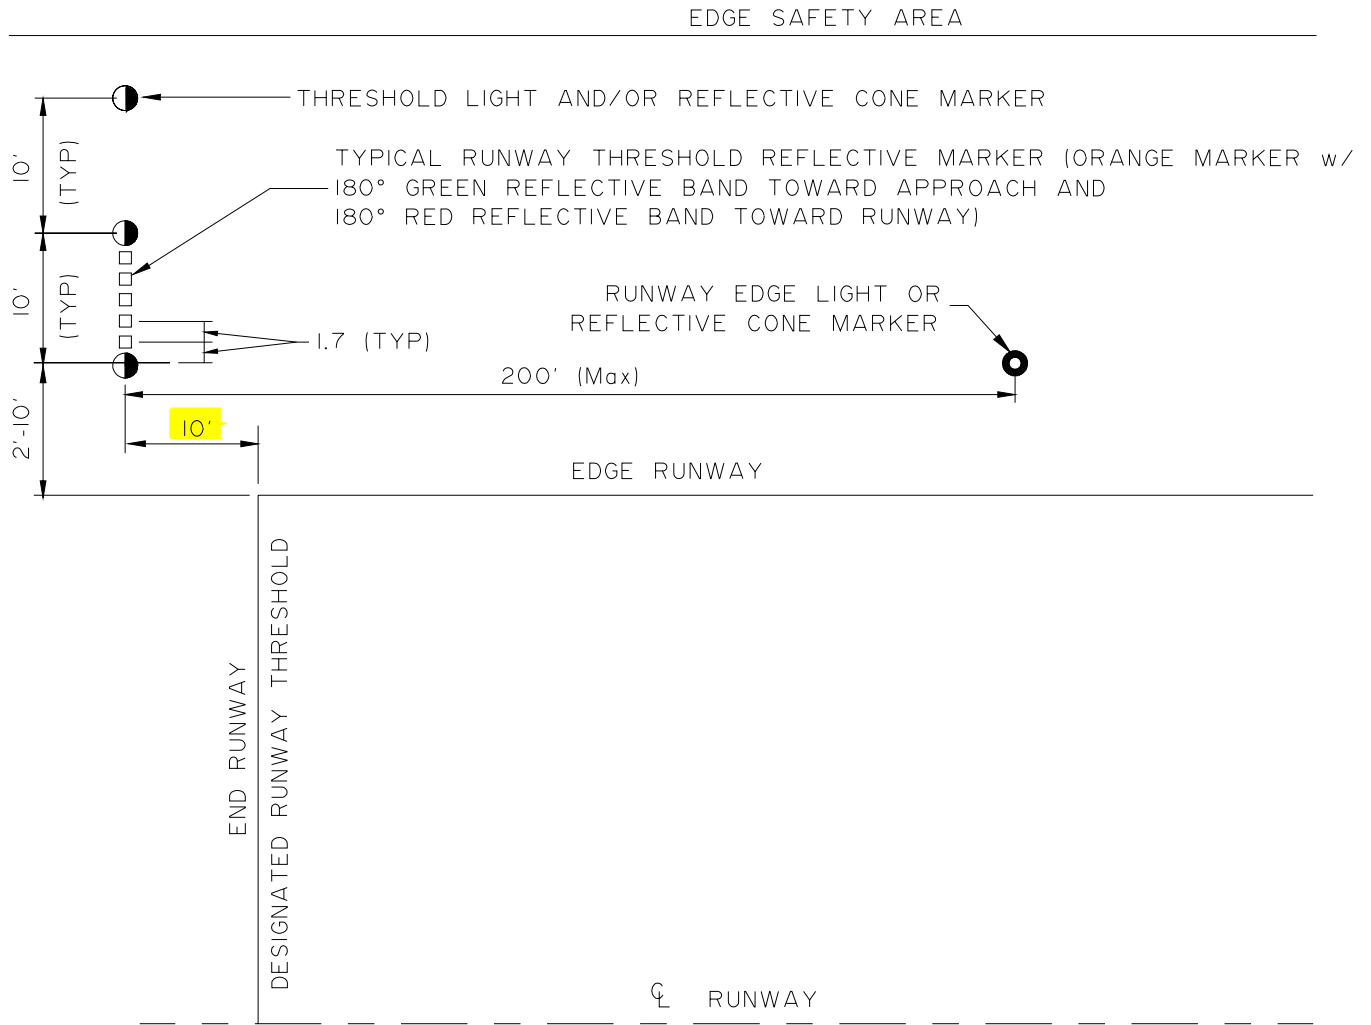 EDGE SAFETY AREA
THRESHOLD LIGHT AND/OR REFLECTIVE CONE MARKER
10'
(TYP)
TYPICAL RUNWAY THRESHOLD REFLECTIVE MARKER (ORANGE MARKER w/
180° GREEN REFLECTIVE BAND TOWARD APPROACH AND
180° RED REFLECTIVE BAND TOWARD RUNWAY)
10'
(TYP)
RUNWAY EDGE LIGHT OR
REFLECTIVE CONE MARKER
1.7 (TYP)
200' (Max)
2'-10'
10'
EDGE RUNWAY
END RUNWAY
DESIGNATED RUNWAY THRESHOLD
℄ RUNWAY